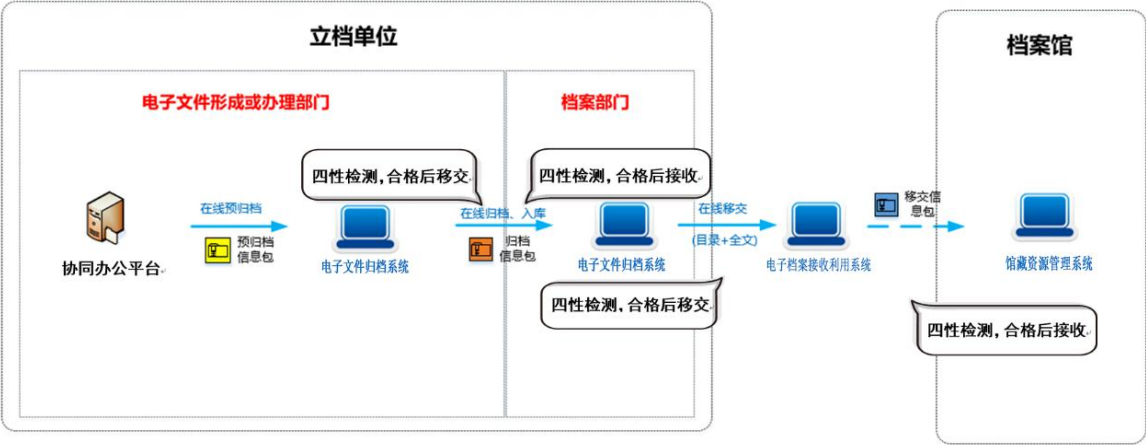 立档单位
档案馆
电子文件形成或办理部门
档案部门
四性检测，合格后移交
四性检测，合格后接收
在线预归档
预归档
信息包
在线归档、入库
归档
信息包
在线移交
(目录+全文)
移交信
息包
协同办公平台
电子文件归档系统
电子文件归档系统
电子档案接收利用系统
馆藏资源管理系统
四性检测，合格后移交
四性检测，合格后接收